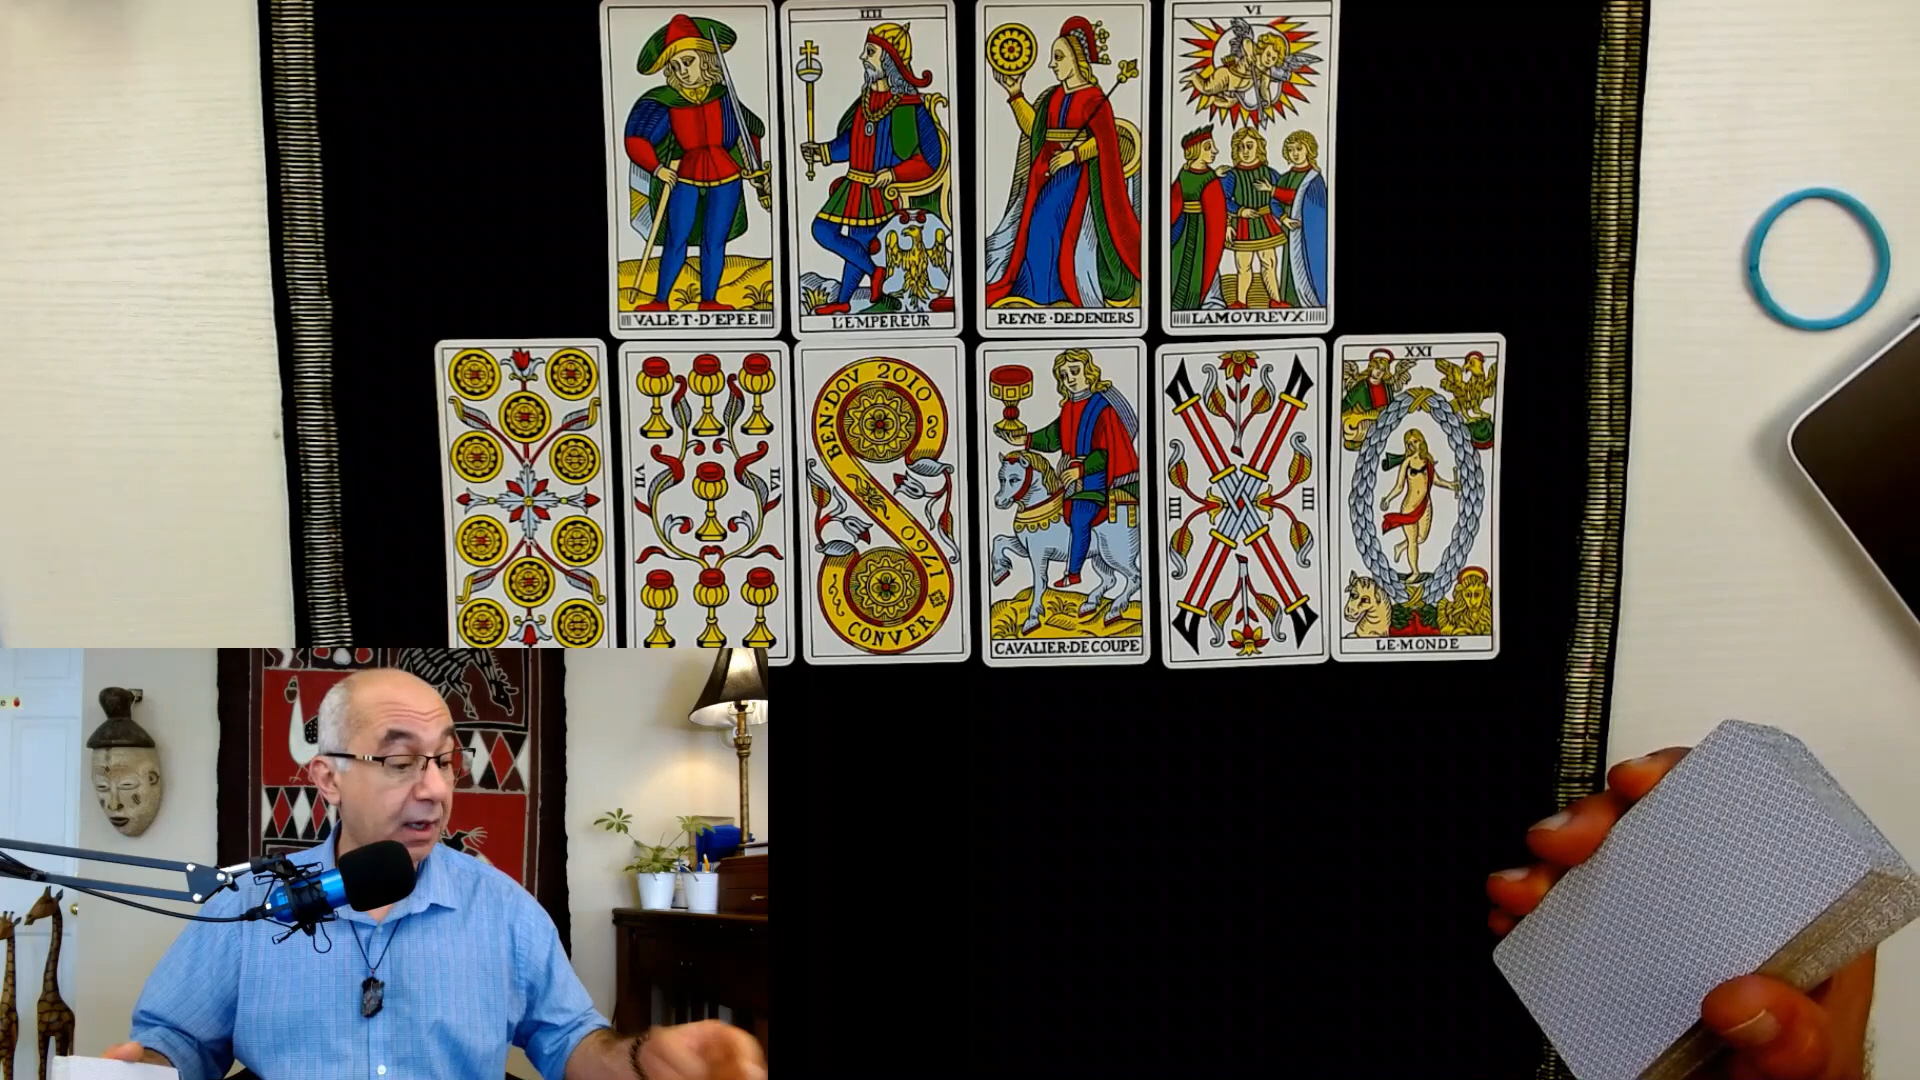 VALET·D'EPEE
IIII
L'EMPEREUR
REYNE·DEDENIERS
VI
LAMOVREVX
VII
VII
BEN·DOV 2010
1760
CONVER
CAVALIER·DE COUPE
IIII
IIII
XXI
LE·MONDE